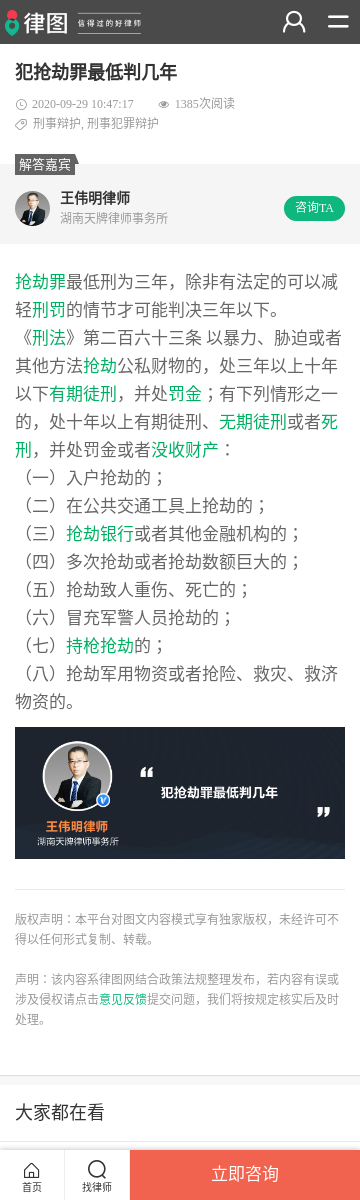 律图 信得过的好律师
犯抢劫罪最低判几年
2020-09-29 10:47:17 1385次阅读
刑事辩护, 刑事犯罪辩护
解答嘉宾
王伟明律师
湖南天牌律师事务所
咨询TA
抢劫罪最低刑为三年，除非有法定的可以减
轻刑罚的情节才可能判决三年以下。
《刑法》第二百六十三条 以暴力、胁迫或者
其他方法抢劫公私财物的，处三年以上十年
以下有期徒刑，并处罚金；有下列情形之一
的，处十年以上有期徒刑、无期徒刑或者死
刑，并处罚金或者没收财产：
（一）入户抢劫的；
（二）在公共交通工具上抢劫的；
（三）抢劫银行或者其他金融机构的；
（四）多次抢劫或者抢劫数额巨大的；
（五）抢劫致人重伤、死亡的；
（六）冒充军警人员抢劫的；
（七）持枪抢劫的；
（八）抢劫军用物资或者抢险、救灾、救济
物资的。
“ 犯抢劫罪最低判几年 ”
王伟明律师
湖南天牌律师事务所
版权声明：本平台对图文内容模式享有独家版权，未经许可不
得以任何形式复制、转载。
声明：该内容系律图网结合政策法规整理发布，若内容有误或
涉及侵权请点击意见反馈提交问题，我们将按规定核实后及时
处理。
大家都在看
首页 找律师 立即咨询